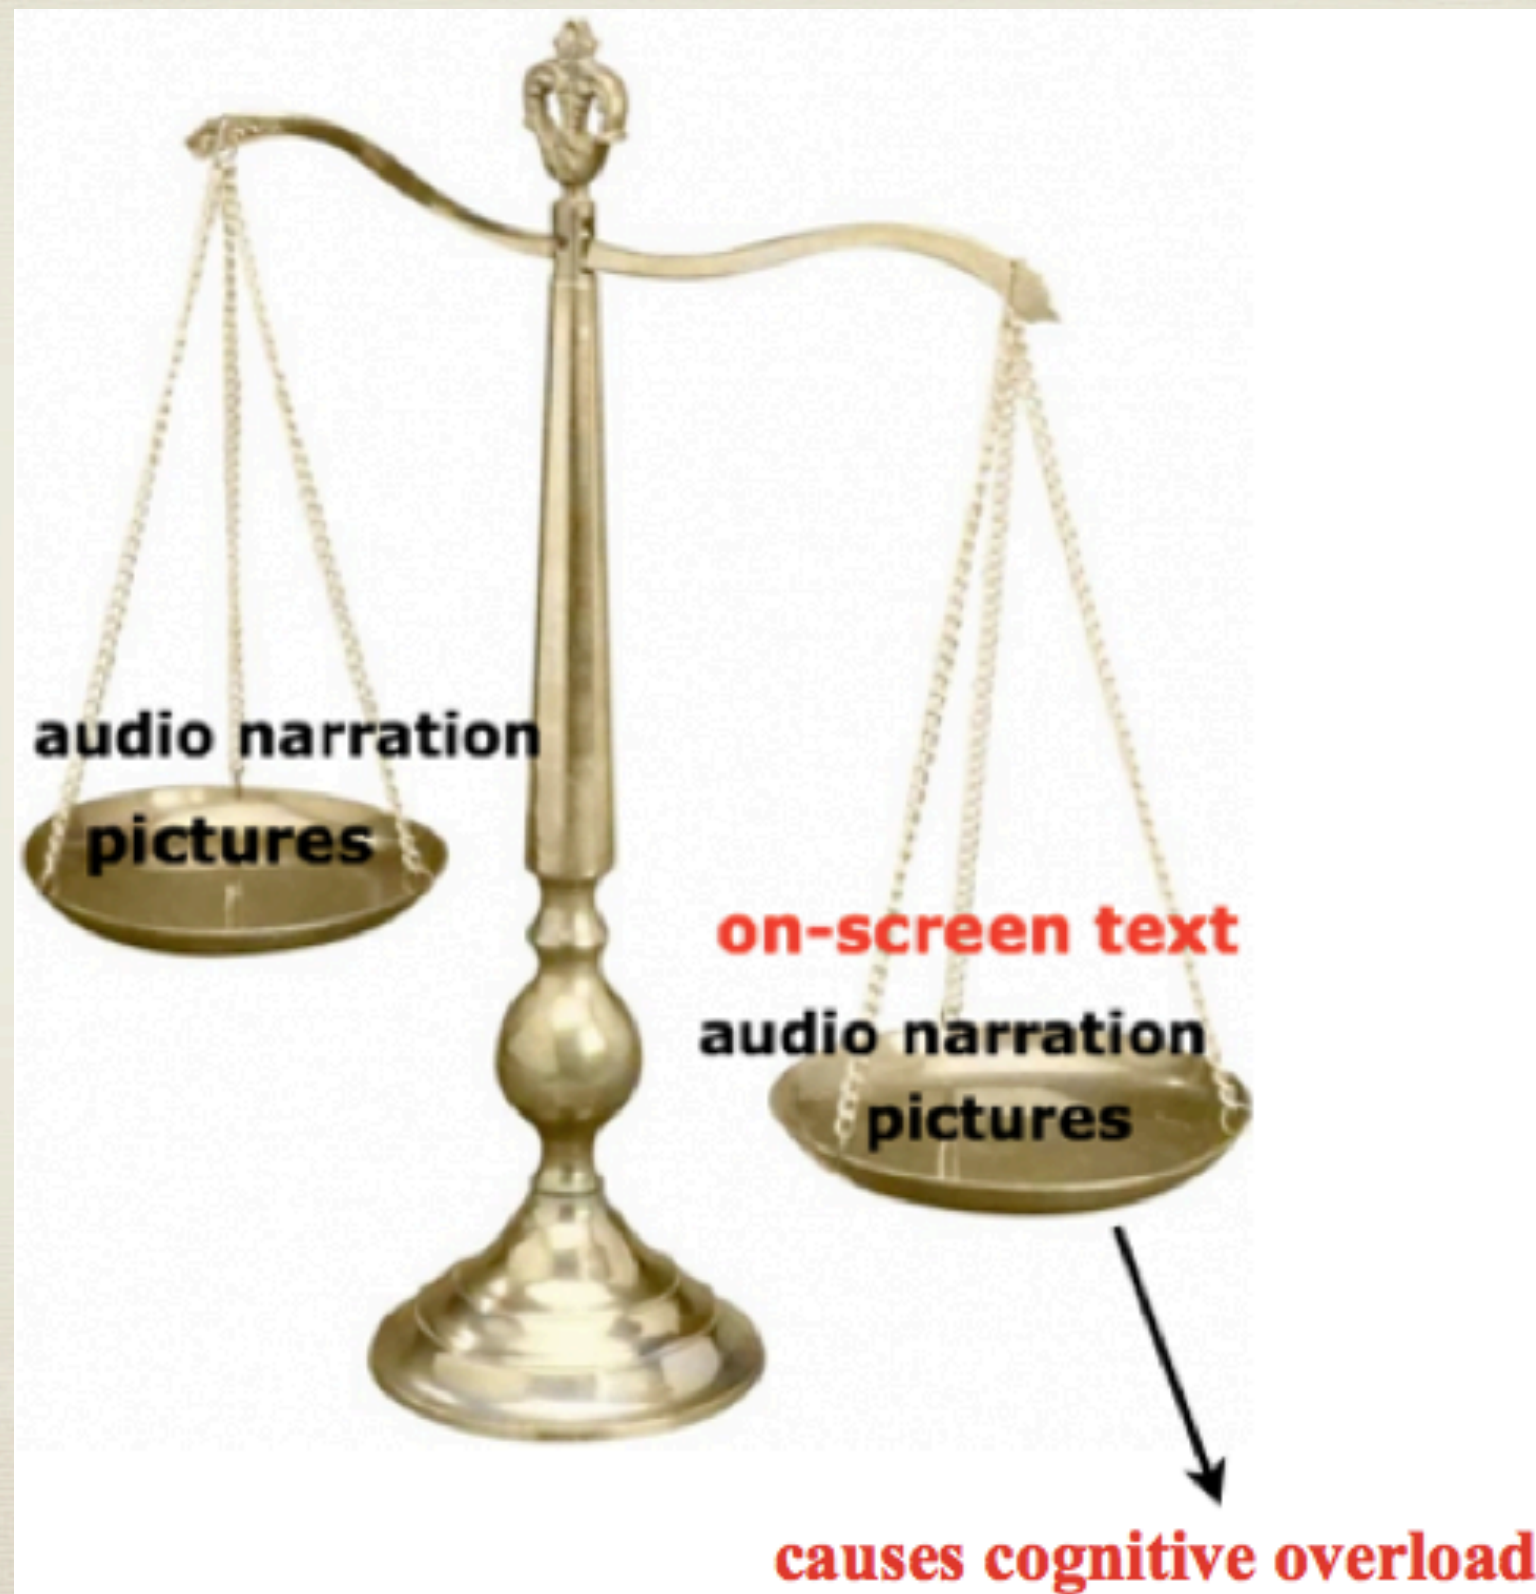 audio narration
pictures
on-screen text
audio narration
pictures
causes cognitive overload